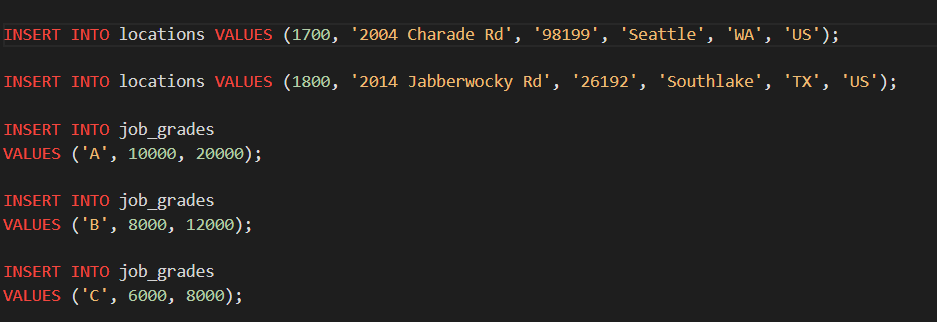 INSERT INTO locations VALUES (1700, '2004 Charade Rd', '98199', 'Seattle', 'WA', 'US');
INSERT INTO locations VALUES (1800, '2014 Jabberwocky Rd', '26192', 'Southlake', 'TX', 'US');
INSERT INTO job_grades
VALUES ('A', 10000, 20000);
INSERT INTO job_grades
VALUES ('B', 8000, 12000);
INSERT INTO job_grades
VALUES ('C', 6000, 8000);